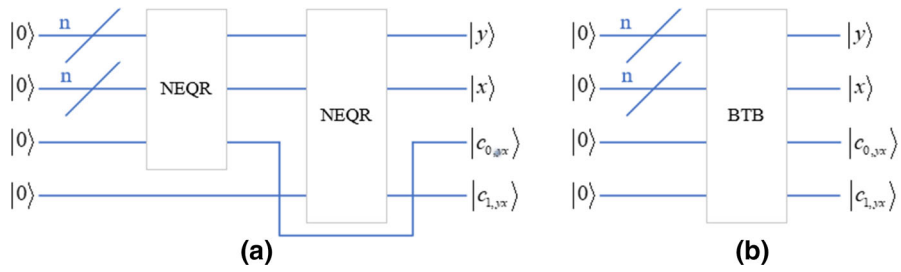 |0⟩ n |y⟩ |0⟩ n |y⟩
|0⟩ n NEQR |x⟩ |0⟩ n |x⟩
NEQR BTB
|0⟩ |c₀,yx⟩ |0⟩ |c₀,yx⟩
|0⟩ |c₁,yx⟩ |0⟩ |c₁,yx⟩
(a) (b)